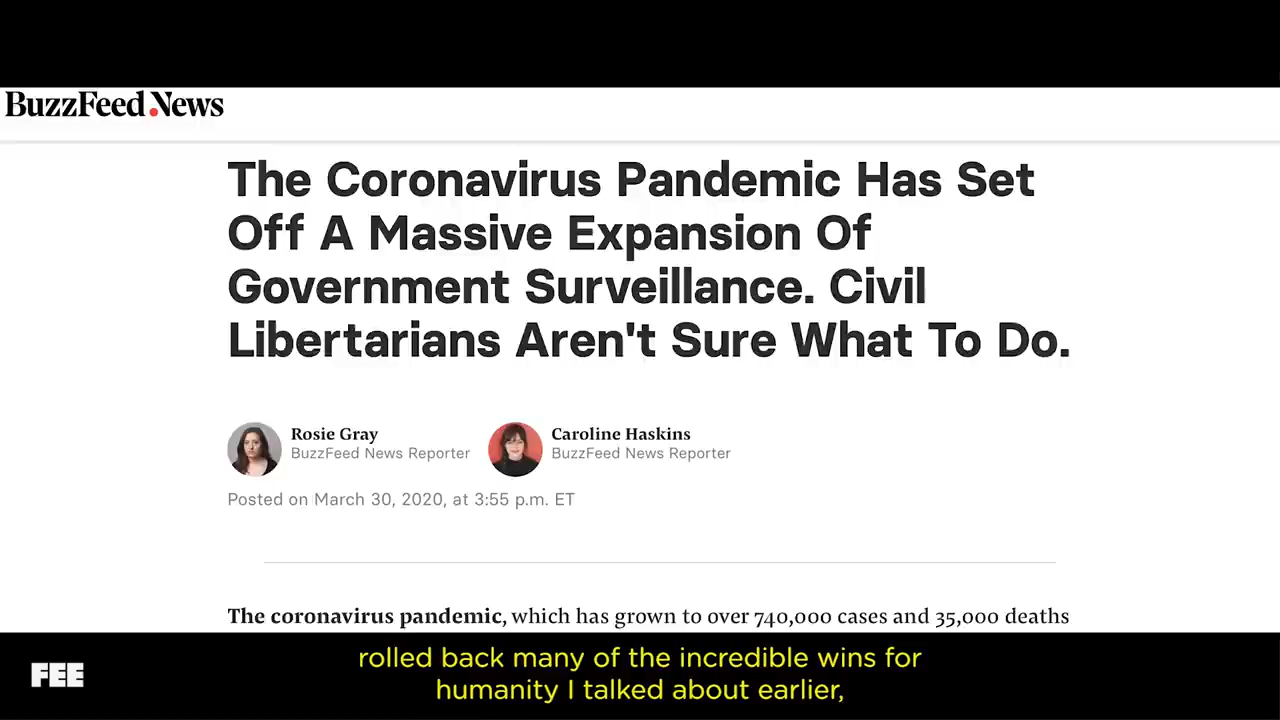 BuzzFeed.News
The Coronavirus Pandemic Has Set
Off A Massive Expansion Of
Government Surveillance. Civil
Libertarians Aren't Sure What To Do.
Rosie Gray
BuzzFeed News Reporter
Caroline Haskins
BuzzFeed News Reporter
Posted on March 30, 2020, at 3:55 p.m. ET
The coronavirus pandemic, which has grown to over 740,000 cases and 35,000 deaths
FEE
rolled back many of the incredible wins for
humanity I talked about earlier,